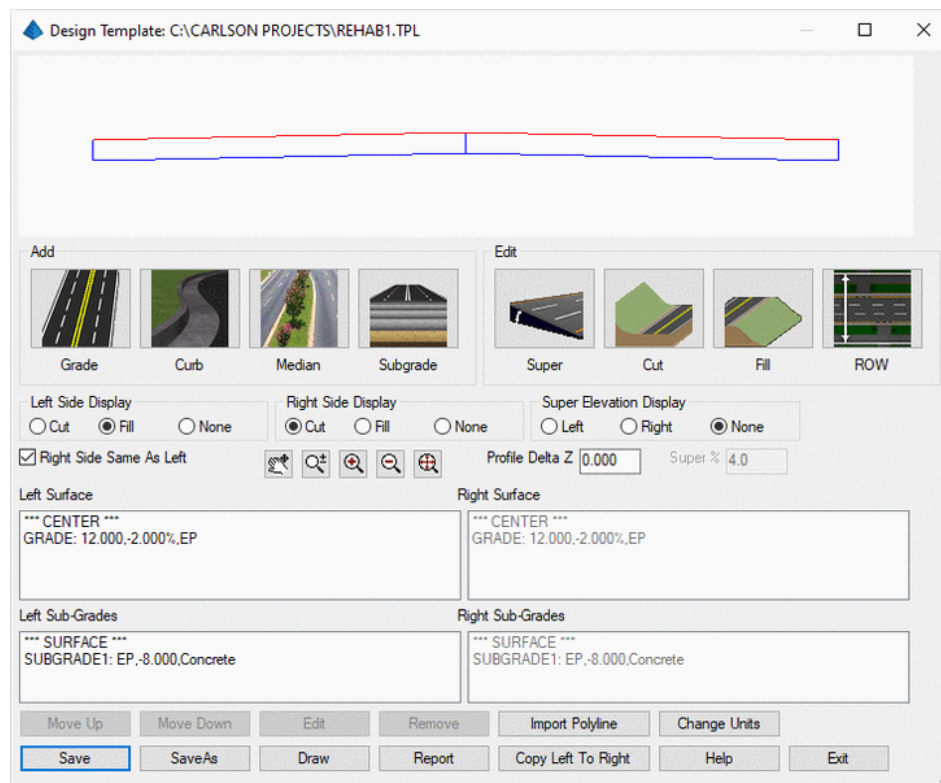 Design Template: C:\CARLSON PROJECTS\REHAB1.TPL
Add
Edit
Grade Curb Median Subgrade Super Cut Fill ROW
Left Side Display Right Side Display Super Elevation Display
Cut Fill None Cut Fill None Left Right None
Right Side Same As Left Profile Delta Z 0.000 Super % 4.0
Left Surface Right Surface
*** CENTER *** *** CENTER ***
GRADE: 12.000,-2.000%,EP GRADE: 12.000,-2.000%,EP
Left Sub-Grades Right Sub-Grades
*** SURFACE *** *** SURFACE ***
SUBGRADE1: EP,-8.000,Concrete SUBGRADE1: EP,-8.000,Concrete
Move Up Move Down Edit Remove Import Polyline Change Units
Save SaveAs Draw Report Copy Left To Right Help Exit